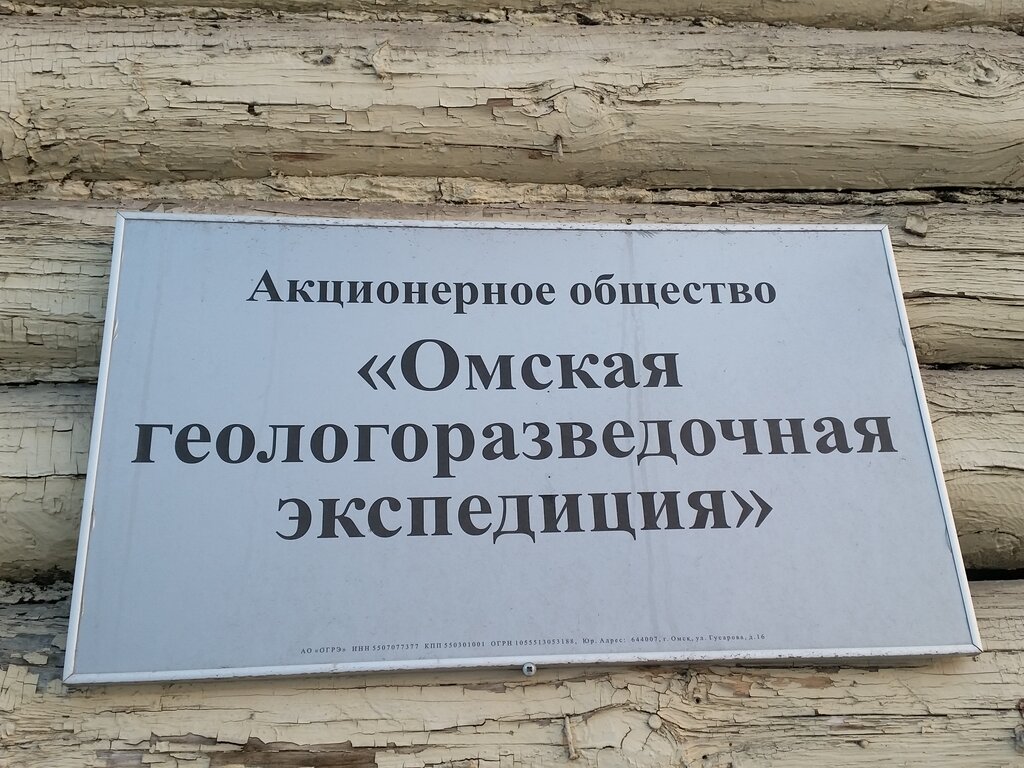 Акционерное общество
«Омская
геологоразведочная
экспедиция»
АО «ОГРЭ» ИНН 5507077377 КПП 550301001 ОГРН 1055513053188, Юр. Адрес: 644007, г. Омск, ул. Гусарова, д.16